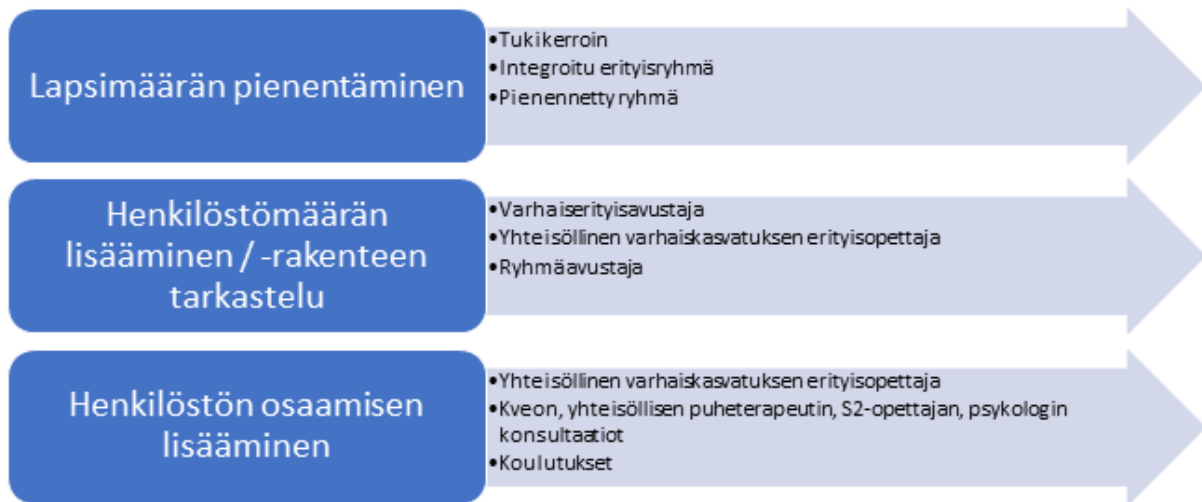 Lapsimäärän pienentäminen
•Tukikerroin
•Integroitu erityisryhmä
•Pienennetty ryhmä
Henkilöstömäärän
lisääminen / -rakenteen
tarkastelu
•Varhaiserityisavustaja
•Yhteisöllinen varhaiskasvatuksen erityisopettaja
•Ryhmäavustaja
Henkilöstön osaamisen
lisääminen
•Yhteisöllinen varhaiskasvatuksen erityisopettaja
•Kveon, yhteisöllisen puheterapeutin, S2-opettajan, psykologin
konsultaatiot
•Koulutukset